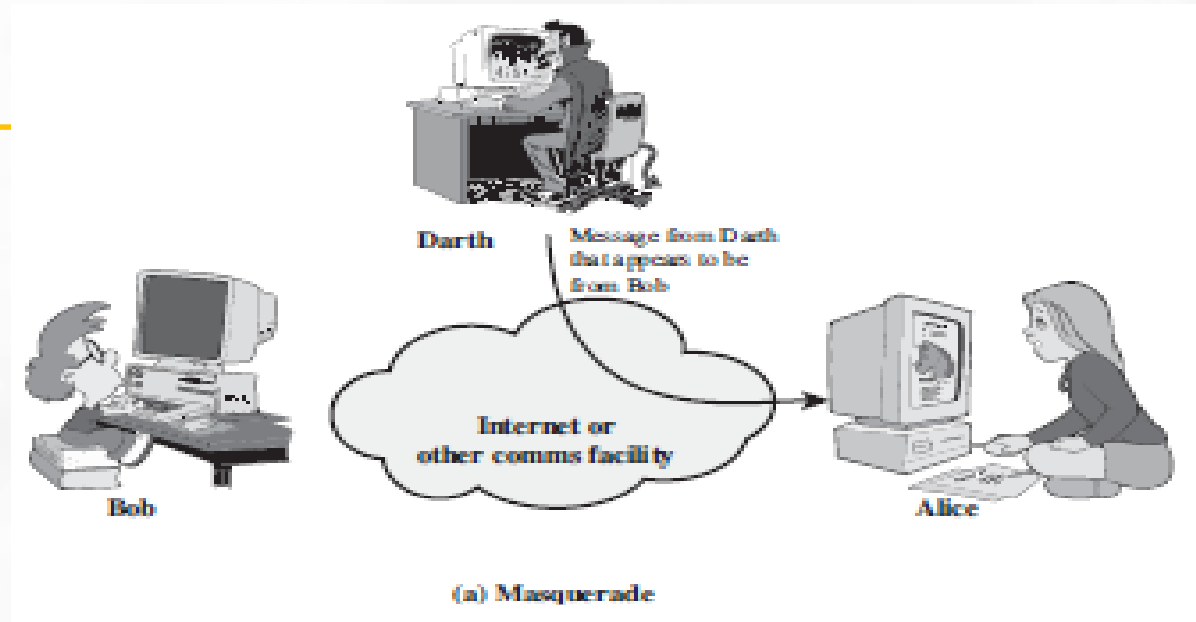 Darth
Message from Darth
that appears to be
from Bob
Internet or
other comms facility
Bob
Alice
(a) Masquerade